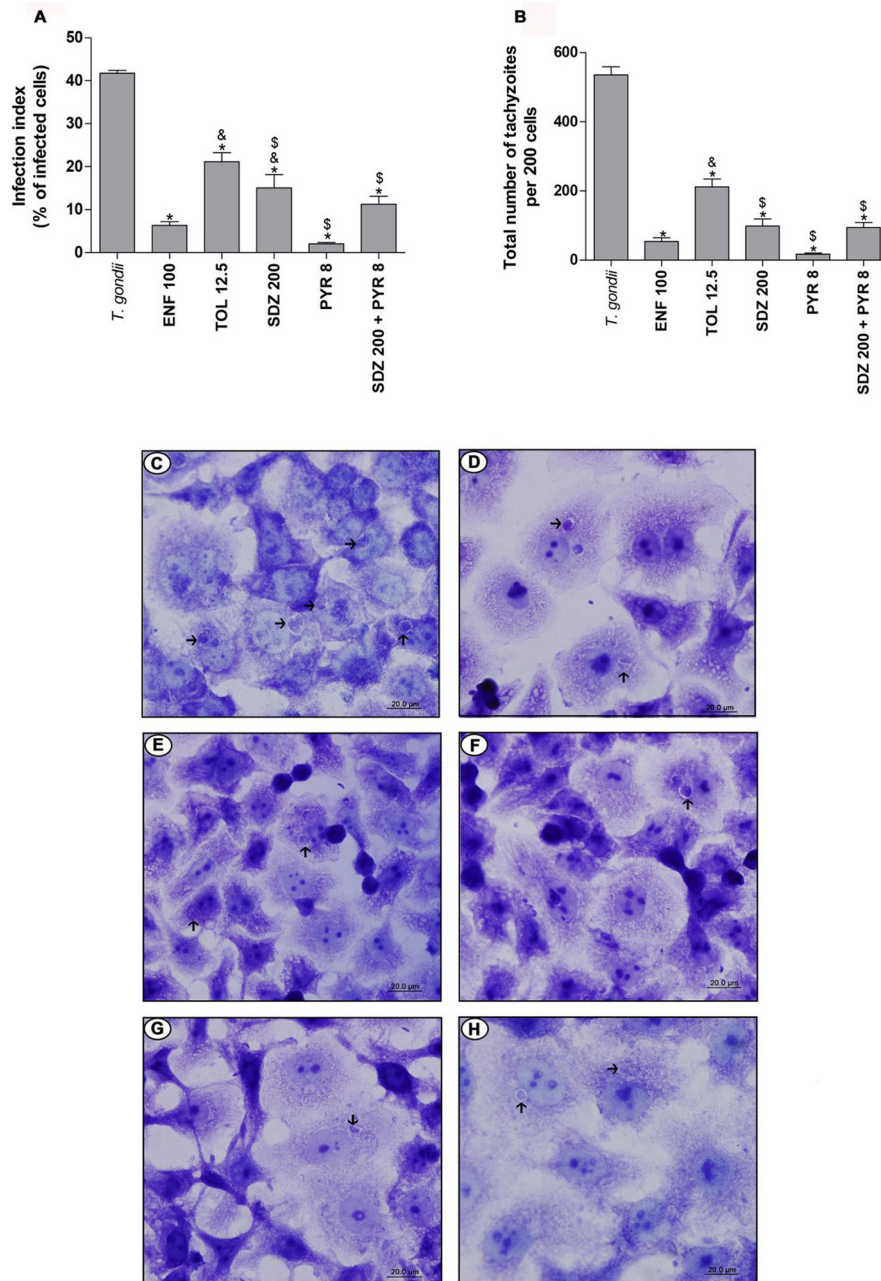 A
Infection index
(% of infected cells)
50
40
30
20
10
0
*
&
*
$
&
*
$
*
$
*
T. gondii
ENF 100
TOL 12.5
SDZ 200
PYR 8
SDZ 200 + PYR 8
B
Total number of tachyzoites
per 200 cells
600
400
200
0
*
&
*
$
*
$
*
$
*
T. gondii
ENF 100
TOL 12.5
SDZ 200
PYR 8
SDZ 200 + PYR 8
C
20.0 µm
D
20.0 µm
E
20.0 µm
F
20.0 µm
G
20.0 µm
H
20.0 µm